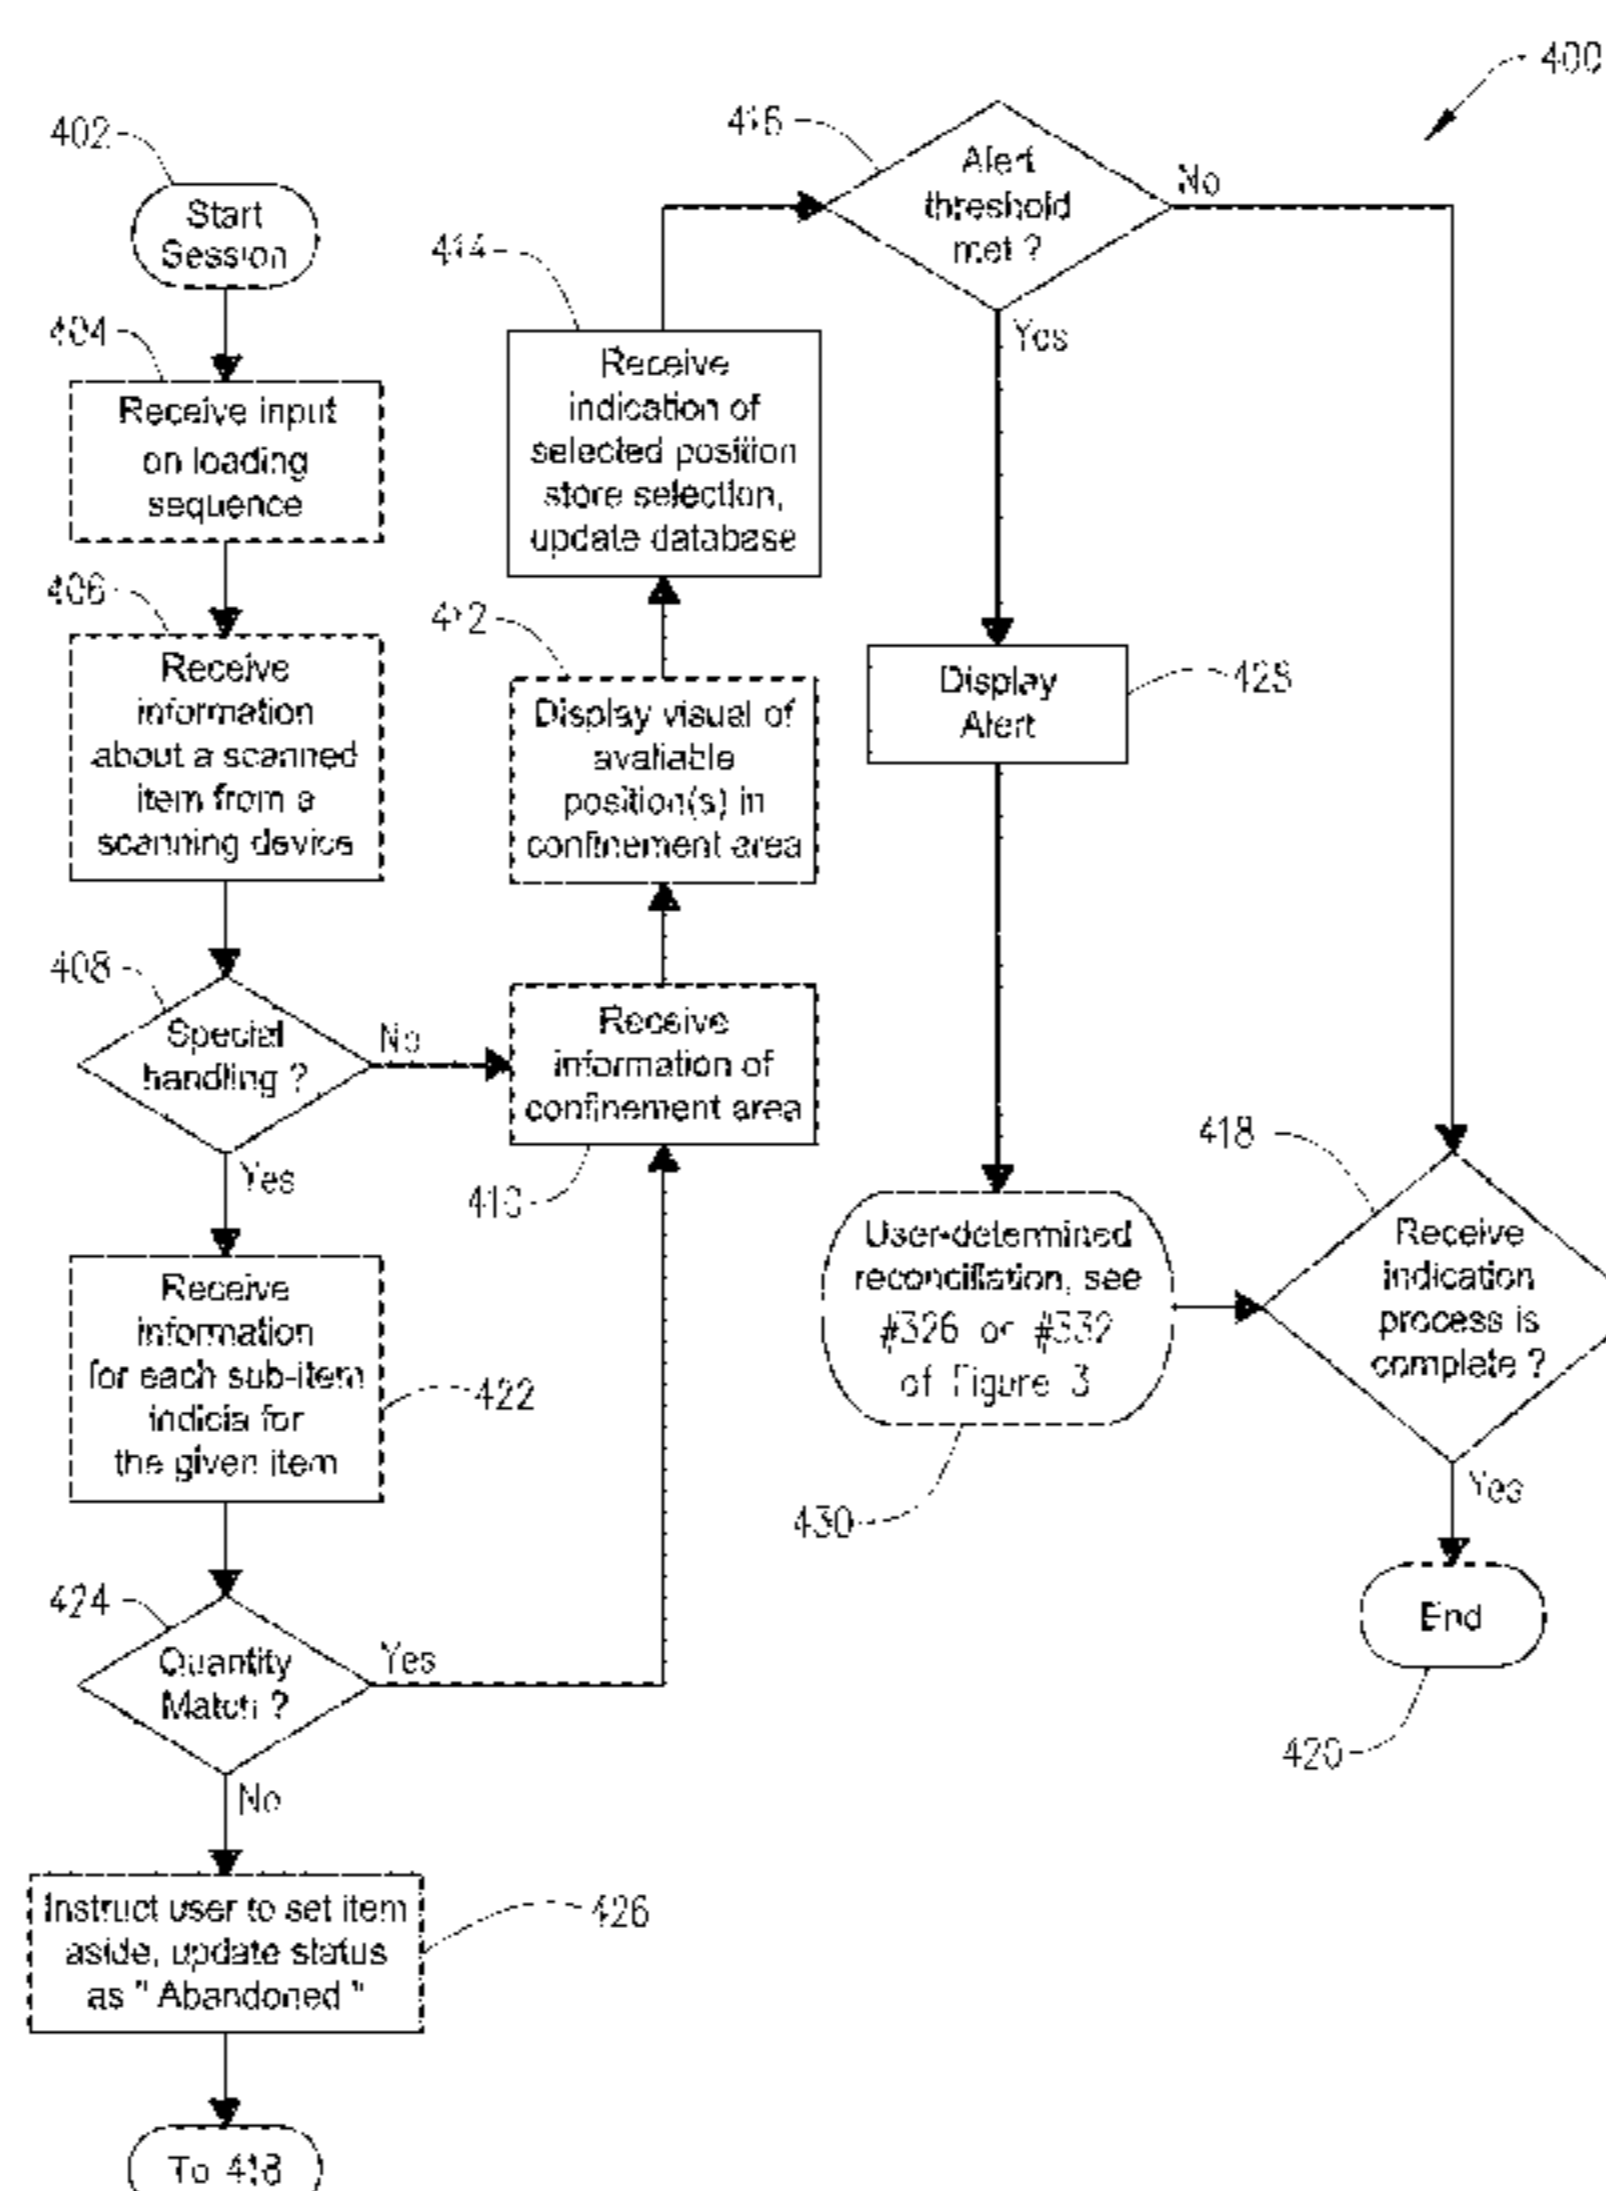 400
402
Start
Session
404
Receive input
on loading
sequence
406
Receive
information
about a scanned
item from a
scanning device
408
Special
handling ?
No
Yes
Receive
information
for each sub-item
indicia for
the given item
422
424
Quantity
Match ?
Yes
No
Instruct user to set item
aside, update status
as " Abandoned "
426
To 418
410
Receive
information of
confinement area
412
Display visual of
avaliable
position(s) in
confinement area
414
Receive
indication of
selected position
store selection,
update database
416
Alert
threshold
met ?
No
Yes
Display
Alert
428
User-determined
reconciliation, see
#326 or #332
of Figure 3
430
418
Receive
indication
process is
complete ?
Yes
End
420